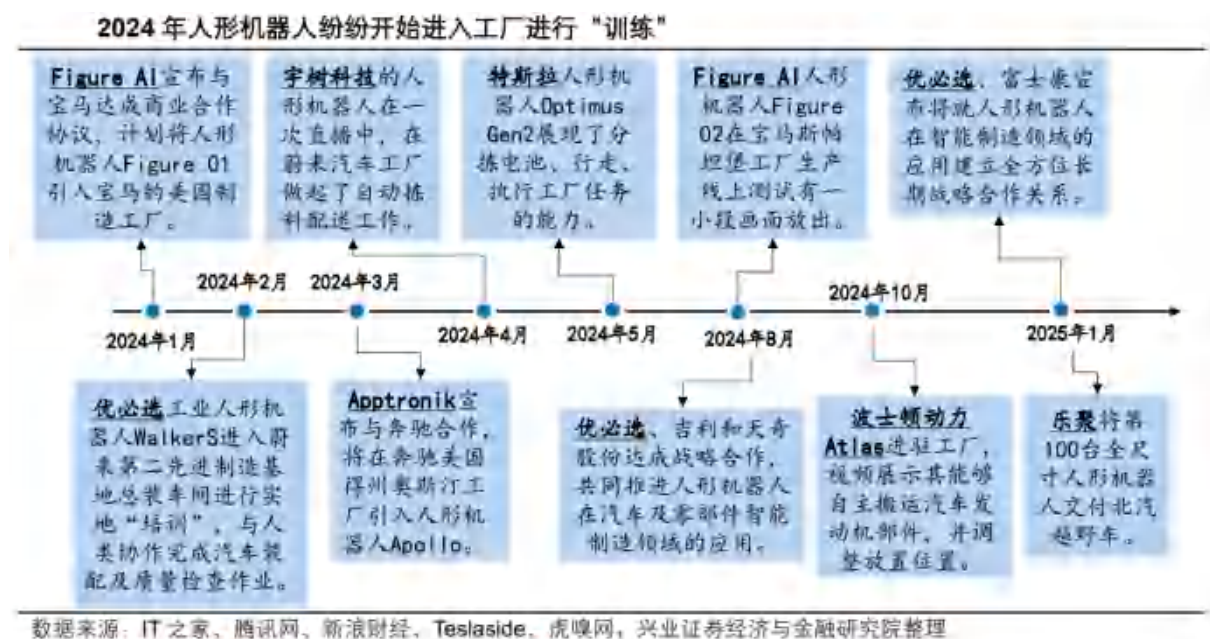 2024年人形机器人纷纷开始进入工厂进行“训练”
Figure AI宣布与
宝马达成商业合作
协议，计划将人形
机器人Figure 01
引入宝马的美国制
造工厂。
宇树科技的人
形机器人在一
次直播中，在
蔚来汽车工厂
做起了自动拣
料配送工作。
特斯拉人形机
器人Optimus
Gen2展现了分
拣电池、行走、
执行工厂任务
的能力。
Figure AI人形
机器人Figure
02在宝马斯帕
坦堡工厂生产
线上测试有一
小段画面放出。
优必选、富士康宣
布将就人形机器人
在智能制造领域的
应用建立全方位长
期战略合作关系。
2024年2月
2024年3月
2024年10月
2024年1月
2024年4月
2024年5月
2024年8月
2025年1月
优必选工业人形机
器人WalkerS进入蔚
来第二先进制造基
地总装车间进行实
地“培训”，与人
类协作完成汽车装
配及质量检查作业。
Apptronik宣
布与奔驰合作，
将在奔驰美国
得州奥斯汀工
厂引入人形机
器人Apollo。
优必选、吉利和天奇
股份达成战略合作，
共同推进人形机器人
在汽车及零部件智能
制造领域的应用。
波士顿动力
Atlas进驻工厂，
视频展示其能够
自主搬运汽车发
动机部件，并调
整放置位置。
乐聚将第
100台全尺
寸人形机器
人交付北汽
越野车。
数据来源：IT之家、腾讯网、新浪财经、Teslaside、虎嗅网，兴业证券经济与金融研究院整理